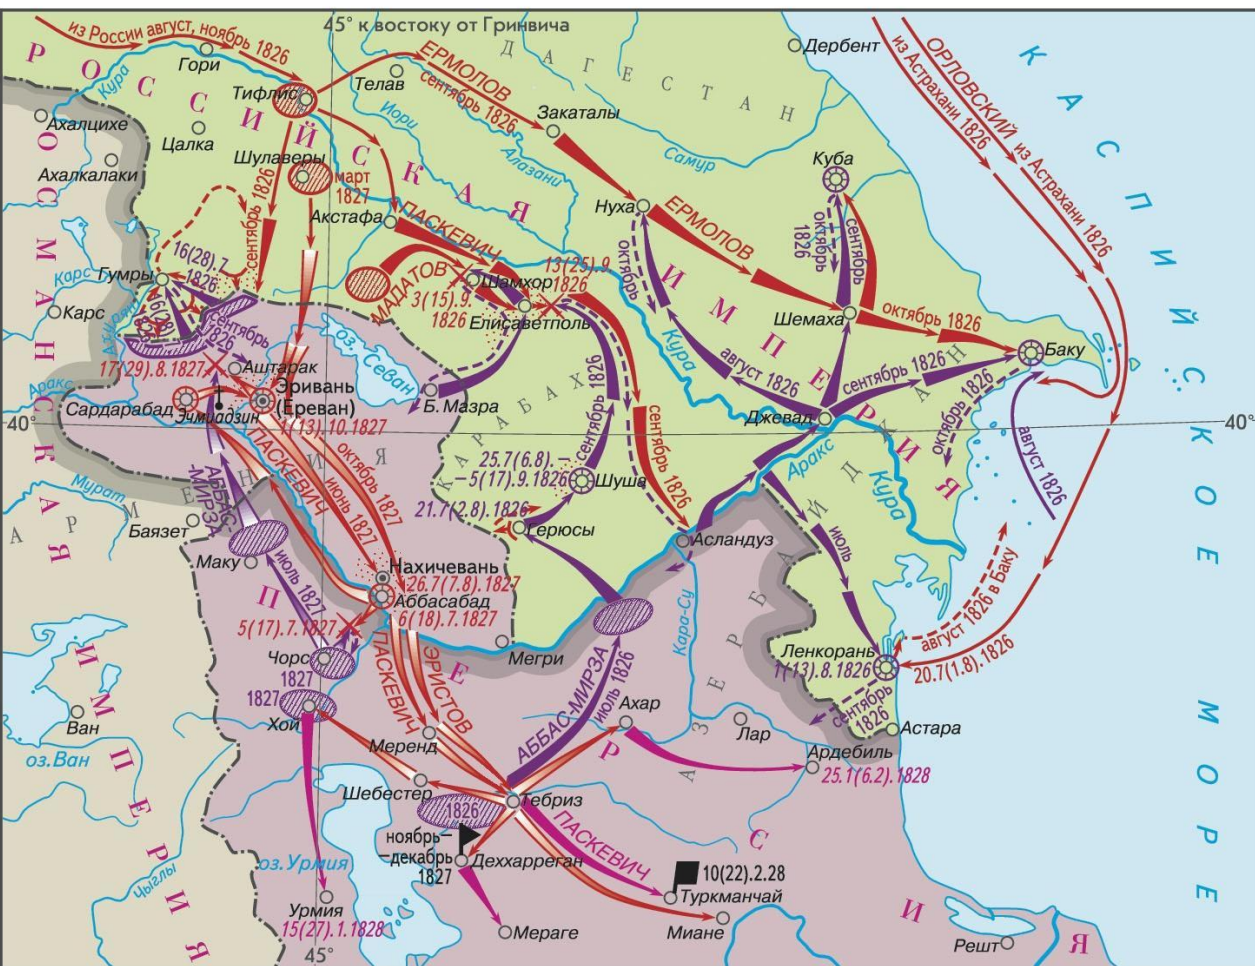 45° к востоку от Гринвича
из России август, ноябрь 1826
РОССИЙСКАЯ
ИМПЕРИЯ
ДАГЕСТАН
Дербент
Гори
Кура
Тифлис
Телав
ЕРМОЛОВ
сентябрь 1826
Закаталы
Иори
Алазани
Самур
Куба
из Астрахани 1826
ОРЛОВСКИЙ
из Астрахани 1826
КАСПИЙСКОЕ
МОРЕ
Ахалцихе
Цалка
Ахалкалаки
Шулаверы
март
1827
сентябрь 1826
Акстафа
ПАСКЕВИЧ
Нуха
ЕРМОЛОВ
октябрь
октябрь
1826
сентябрь
ОСМАНСКАЯ
ИМПЕРИЯ
Карс
Карс
Гумры
16(28).7.
1826
МАДАТОВ
Шамхор
3(15).9.
1826
13(25).9.
1826
Елисаветполь
Шемаха
октябрь 1826
Баку
сентябрь
1826
оз. Севан
Кура
17(29).8.1827
Аштарак
Аракс
Сардарабад
Эчмиадзин
Эривань
(Ереван)
1(13).10.1827
Б. Мазра
КАРАБАХ
август 1826
сентябрь 1826
октябрь 1826
август 1826
Джевад
40°
40°
сентябрь 1826
сентябрь 1826
25.7(6.8).–
–5(17).9.1826
Шуша
21.7(2.8).1826
Герюсы
Аракс
Кура
Аслaндуз
июль
АЗЕРБАЙДЖАН
АРМЕНИЯ
Мурат
Баязет
АББАС-
-МИРЗА
ПАСКЕВИЧ
июнь 1827
октябрь 1827
Маку
июль 1827
Нахичевань
26.7(7.8).1827
Аббасабад
6(18).7.1827
5(17).7.1827
Чорс
1827
1827
Хой
ПАСКЕВИЧ
ЭРИСТОВ
Мегри
Кара-Су
АББАС-МИРЗА
июль 1826
Ленкорань
1(13).8.1826
август 1826 в Баку
20.7(1.8).1826
сентябрь
1826
Астара
ПЕРСИЯ
Ван
оз.Ван
Меренд
Ахар
Лар
Ардебиль
25.1(6.2).1828
Шебестер
1826
Тебриз
ПАСКЕВИЧ
ноябрь–
–декабрь
1827
Деххарреган
10(22).2.28
Туркманчай
Миане
Мераге
оз.Урмия
Урмия
15(27).1.1828
45°
Цыглы
Решт